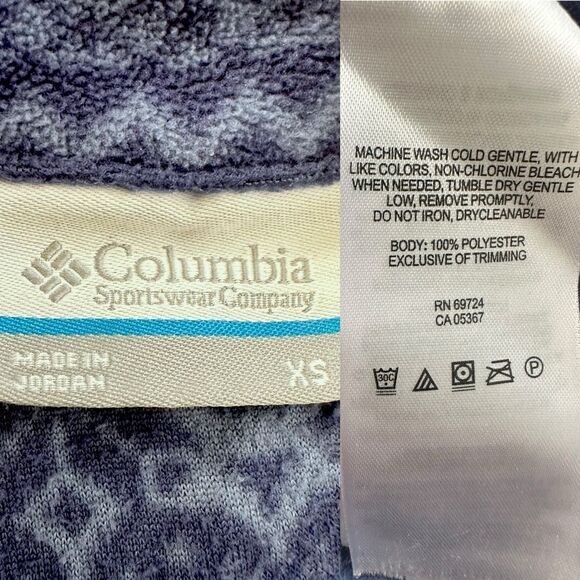 Columbia
Sportswear Company
MADE IN
JORDAN
XS
MACHINE WASH COLD GENTLE, WITH
LIKE COLORS, NON-CHLORINE BLEACH
WHEN NEEDED, TUMBLE DRY GENTLE
LOW, REMOVE PROMPTLY,
DO NOT IRON, DRYCLEANABLE
BODY: 100% POLYESTER
EXCLUSIVE OF TRIMMING
RN 69724
CA 05367
30C
P